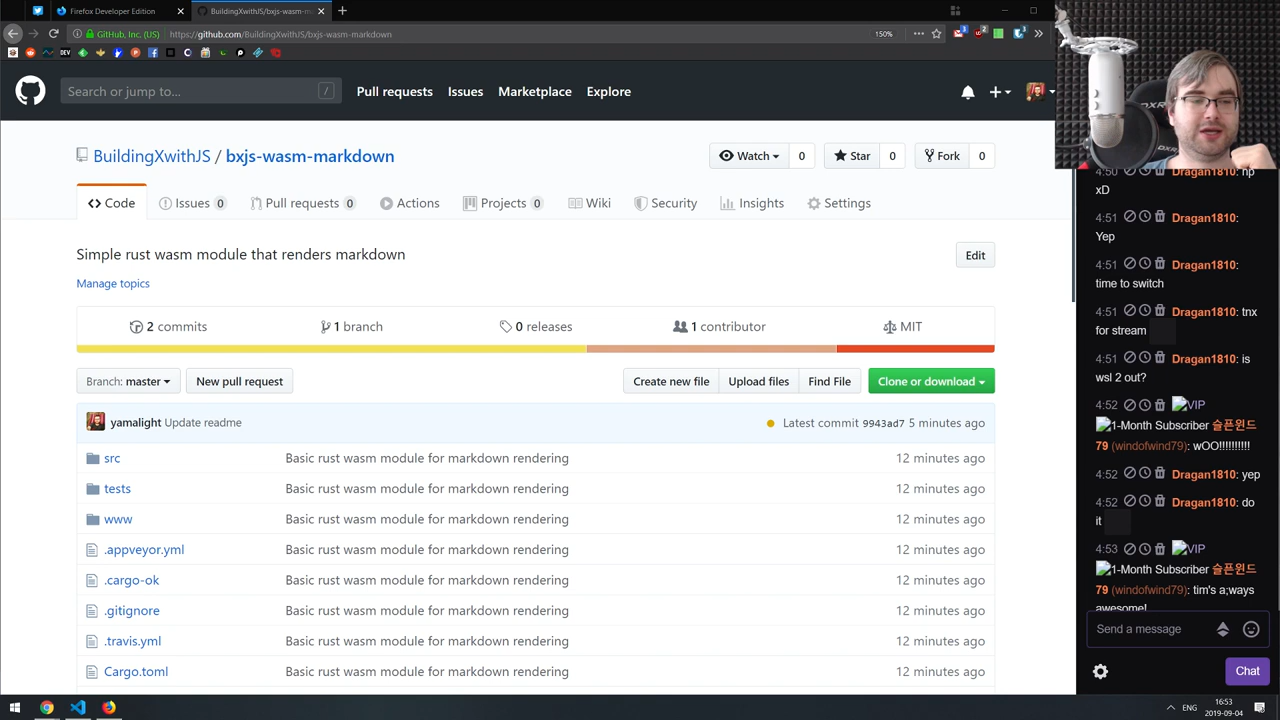 Firefox Developer Edition
BuildingXwithJS/bxjs-wasm-m
GitHub, Inc. (US)
https://github.com/BuildingXwithJS/bxjs-wasm-markdown
150%
Search or jump to...
/
Pull requests
Issues
Marketplace
Explore
BuildingXwithJS / bxjs-wasm-markdown
Watch 0
Star 0
Fork 0
Code
Issues 0
Pull requests 0
Actions
Projects 0
Wiki
Security
Insights
Settings
Simple rust wasm module that renders markdown
Edit
Manage topics
2 commits
1 branch
0 releases
1 contributor
MIT
Branch: master
New pull request
Create new file
Upload files
Find File
Clone or download
yamalight Update readme
Latest commit 9943ad7 5 minutes ago
src Basic rust wasm module for markdown rendering 12 minutes ago
tests Basic rust wasm module for markdown rendering 12 minutes ago
www Basic rust wasm module for markdown rendering 12 minutes ago
.appveyor.yml Basic rust wasm module for markdown rendering 12 minutes ago
.cargo-ok Basic rust wasm module for markdown rendering 12 minutes ago
.gitignore Basic rust wasm module for markdown rendering 12 minutes ago
.travis.yml Basic rust wasm module for markdown rendering 12 minutes ago
Cargo.toml Basic rust wasm module for markdown rendering 12 minutes ago
4:50 Dragan1810: np
xD
4:51 Dragan1810:
Yep
4:51 Dragan1810:
time to switch
4:51 Dragan1810: tnx
for stream
4:51 Dragan1810: is
wsl 2 out?
4:52 VIP
1-Month Subscriber 슬픈윈드
79 (windofwind79): wOO!!!!!!!!!!
4:52 Dragan1810: yep
4:52 Dragan1810: do
it
4:53 VIP
1-Month Subscriber 슬픈윈드
79 (windofwind79): tim's a;ways
awesome!
Send a message
Chat
ENG
16:53
2019-09-04